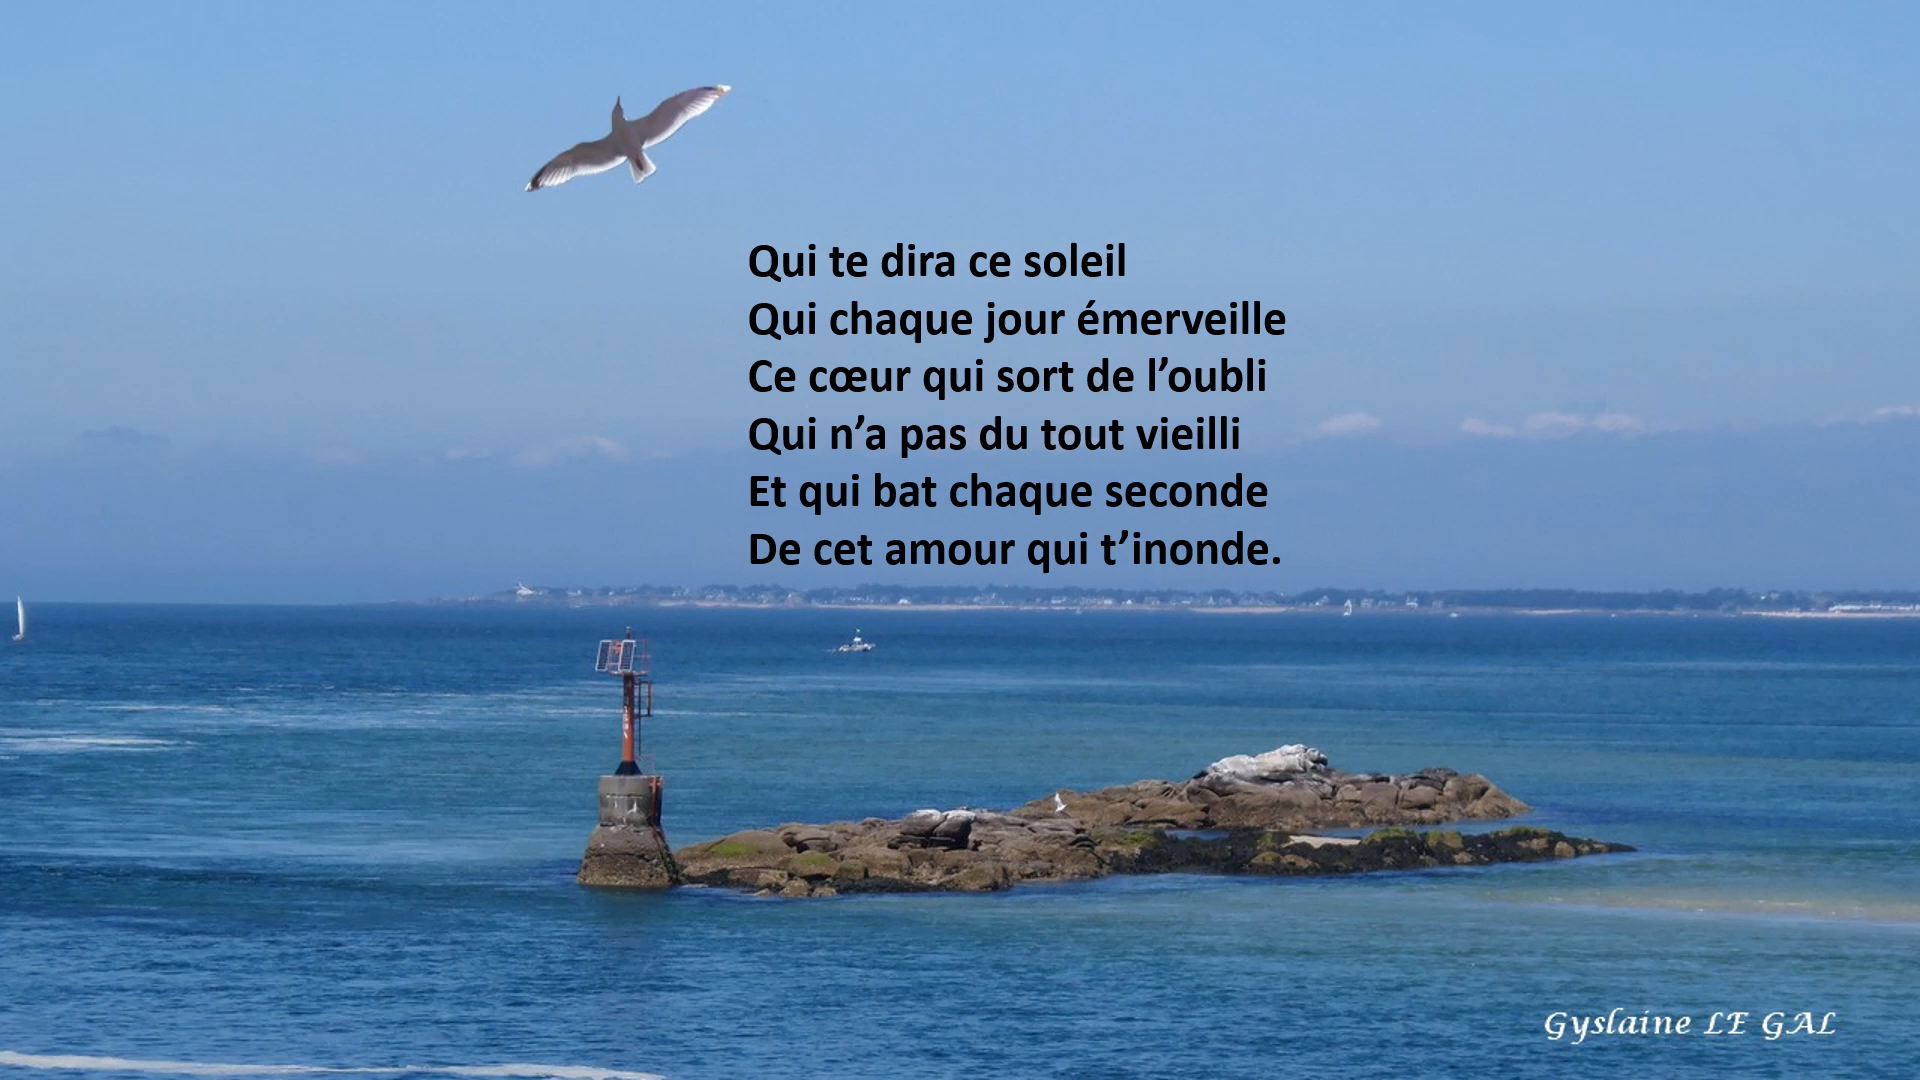 Qui te dira ce soleil
Qui chaque jour émerveille
Ce cœur qui sort de l’oubli
Qui n’a pas du tout vieilli
Et qui bat chaque seconde
De cet amour qui t’inonde.
Gyslaine LE GAL